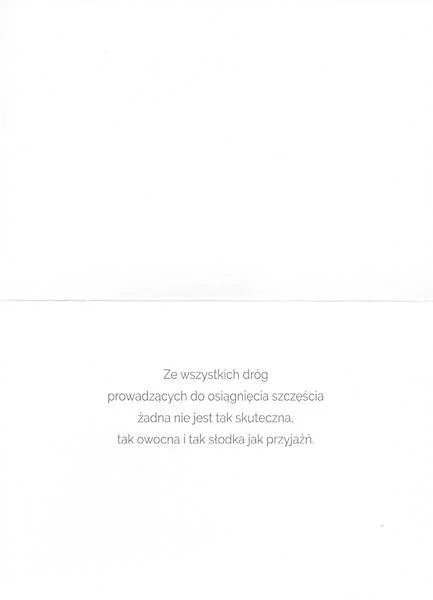 Ze wszystkich dróg
prowadzących do osiągnięcia szczęścia
żadna nie jest tak skuteczna,
tak owocna i tak słodka jak przyjaźń.